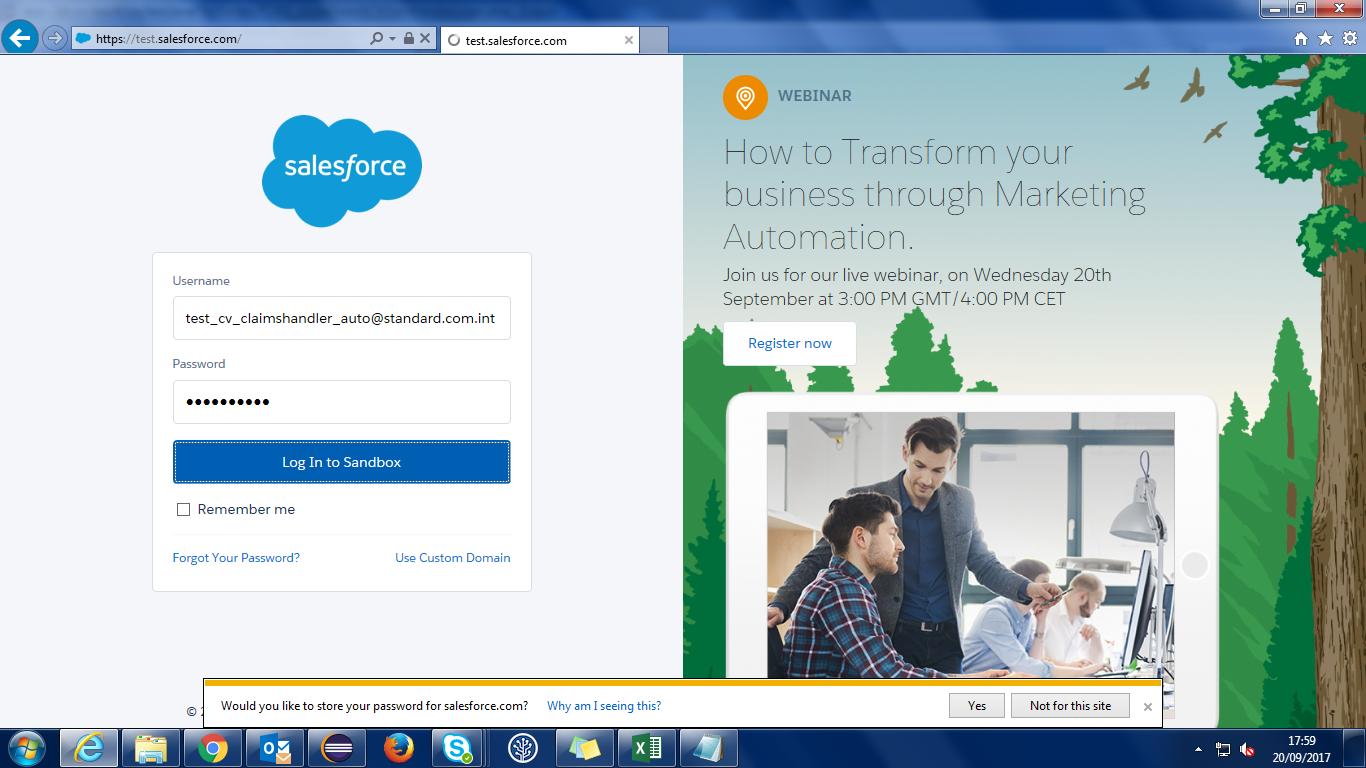 https://test.salesforce.com/
test.salesforce.com
salesforce
Username
test_cv_claimshandler_auto@standard.com.int
Password
Log In to Sandbox
Remember me
Forgot Your Password?
Use Custom Domain
WEBINAR
How to Transform your
business through Marketing
Automation.
Join us for our live webinar, on Wednesday 20th
September at 3:00 PM GMT/4:00 PM CET
Register now
©
Would you like to store your password for salesforce.com?
Why am I seeing this?
Yes
Not for this site
17:59
20/09/2017